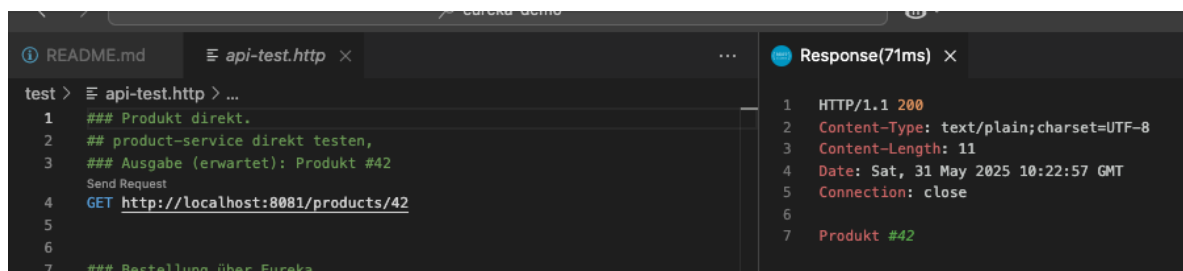 eureka-demo
README.md
api-test.http
Response(71ms)
test > api-test.http > ...
1 ### Produkt direkt.
2 ## product-service direkt testen,
3 ### Ausgabe (erwartet): Produkt #42
Send Request
4 GET http://localhost:8081/products/42
5
6
7 ### Bestellung über Eureka
1 HTTP/1.1 200
2 Content-Type: text/plain;charset=UTF-8
3 Content-Length: 11
4 Date: Sat, 31 May 2025 10:22:57 GMT
5 Connection: close
6
7 Produkt #42